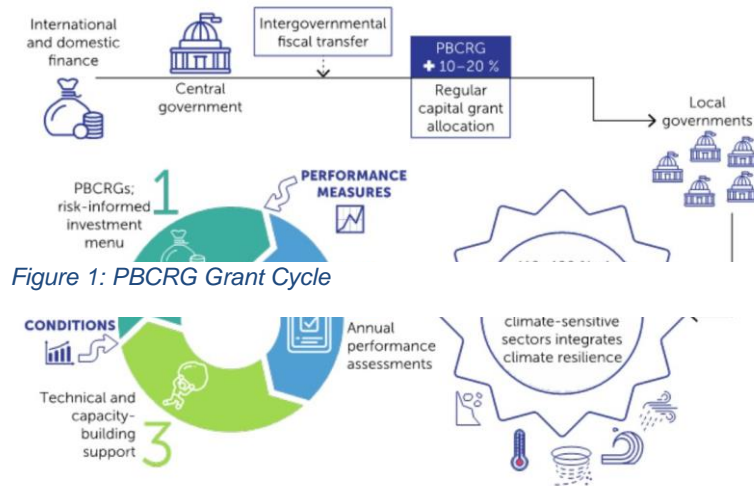 International
and domestic
finance
Central
government
Intergovernmental
fiscal transfer
PBCRG
+ 10–20 %
Regular
capital grant
allocation
Local
governments
PBCRGs;
risk-informed
investment
menu
1
PERFORMANCE
MEASURES
Figure 1: PBCRG Grant Cycle
CONDITIONS
Annual
performance
assessments
climate-sensitive
sectors integrates
climate resilience
Technical and
capacity-
building
support
3